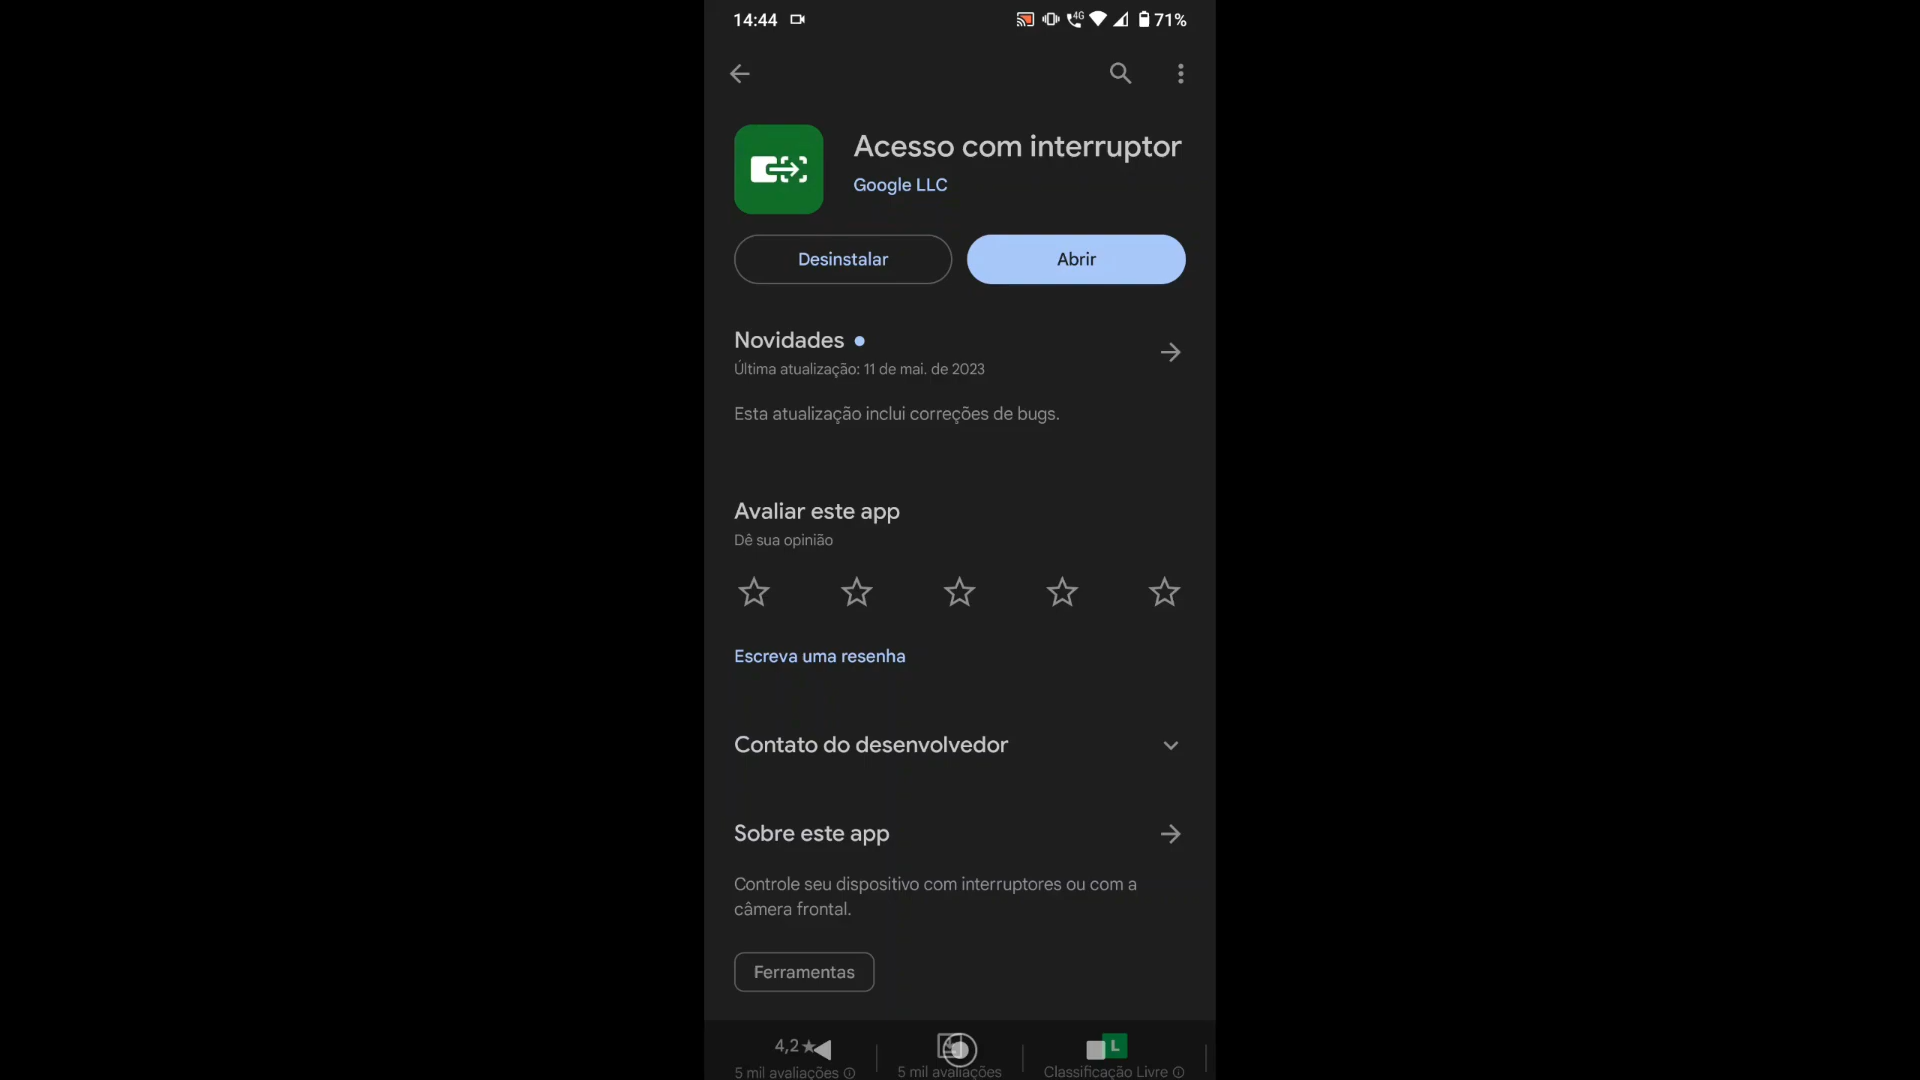 14:44
4G
71%
Acesso com interruptor
Google LLC
Desinstalar
Abrir
Novidades
Última atualização: 11 de mai. de 2023
Esta atualização inclui correções de bugs.
Avaliar este app
Dê sua opinião
Escreva uma resenha
Contato do desenvolvedor
Sobre este app
Controle seu dispositivo com interruptores ou com a
câmera frontal.
Ferramentas
4,2★
L
5 mil avaliações
5 mil avaliações
Classificação Livre